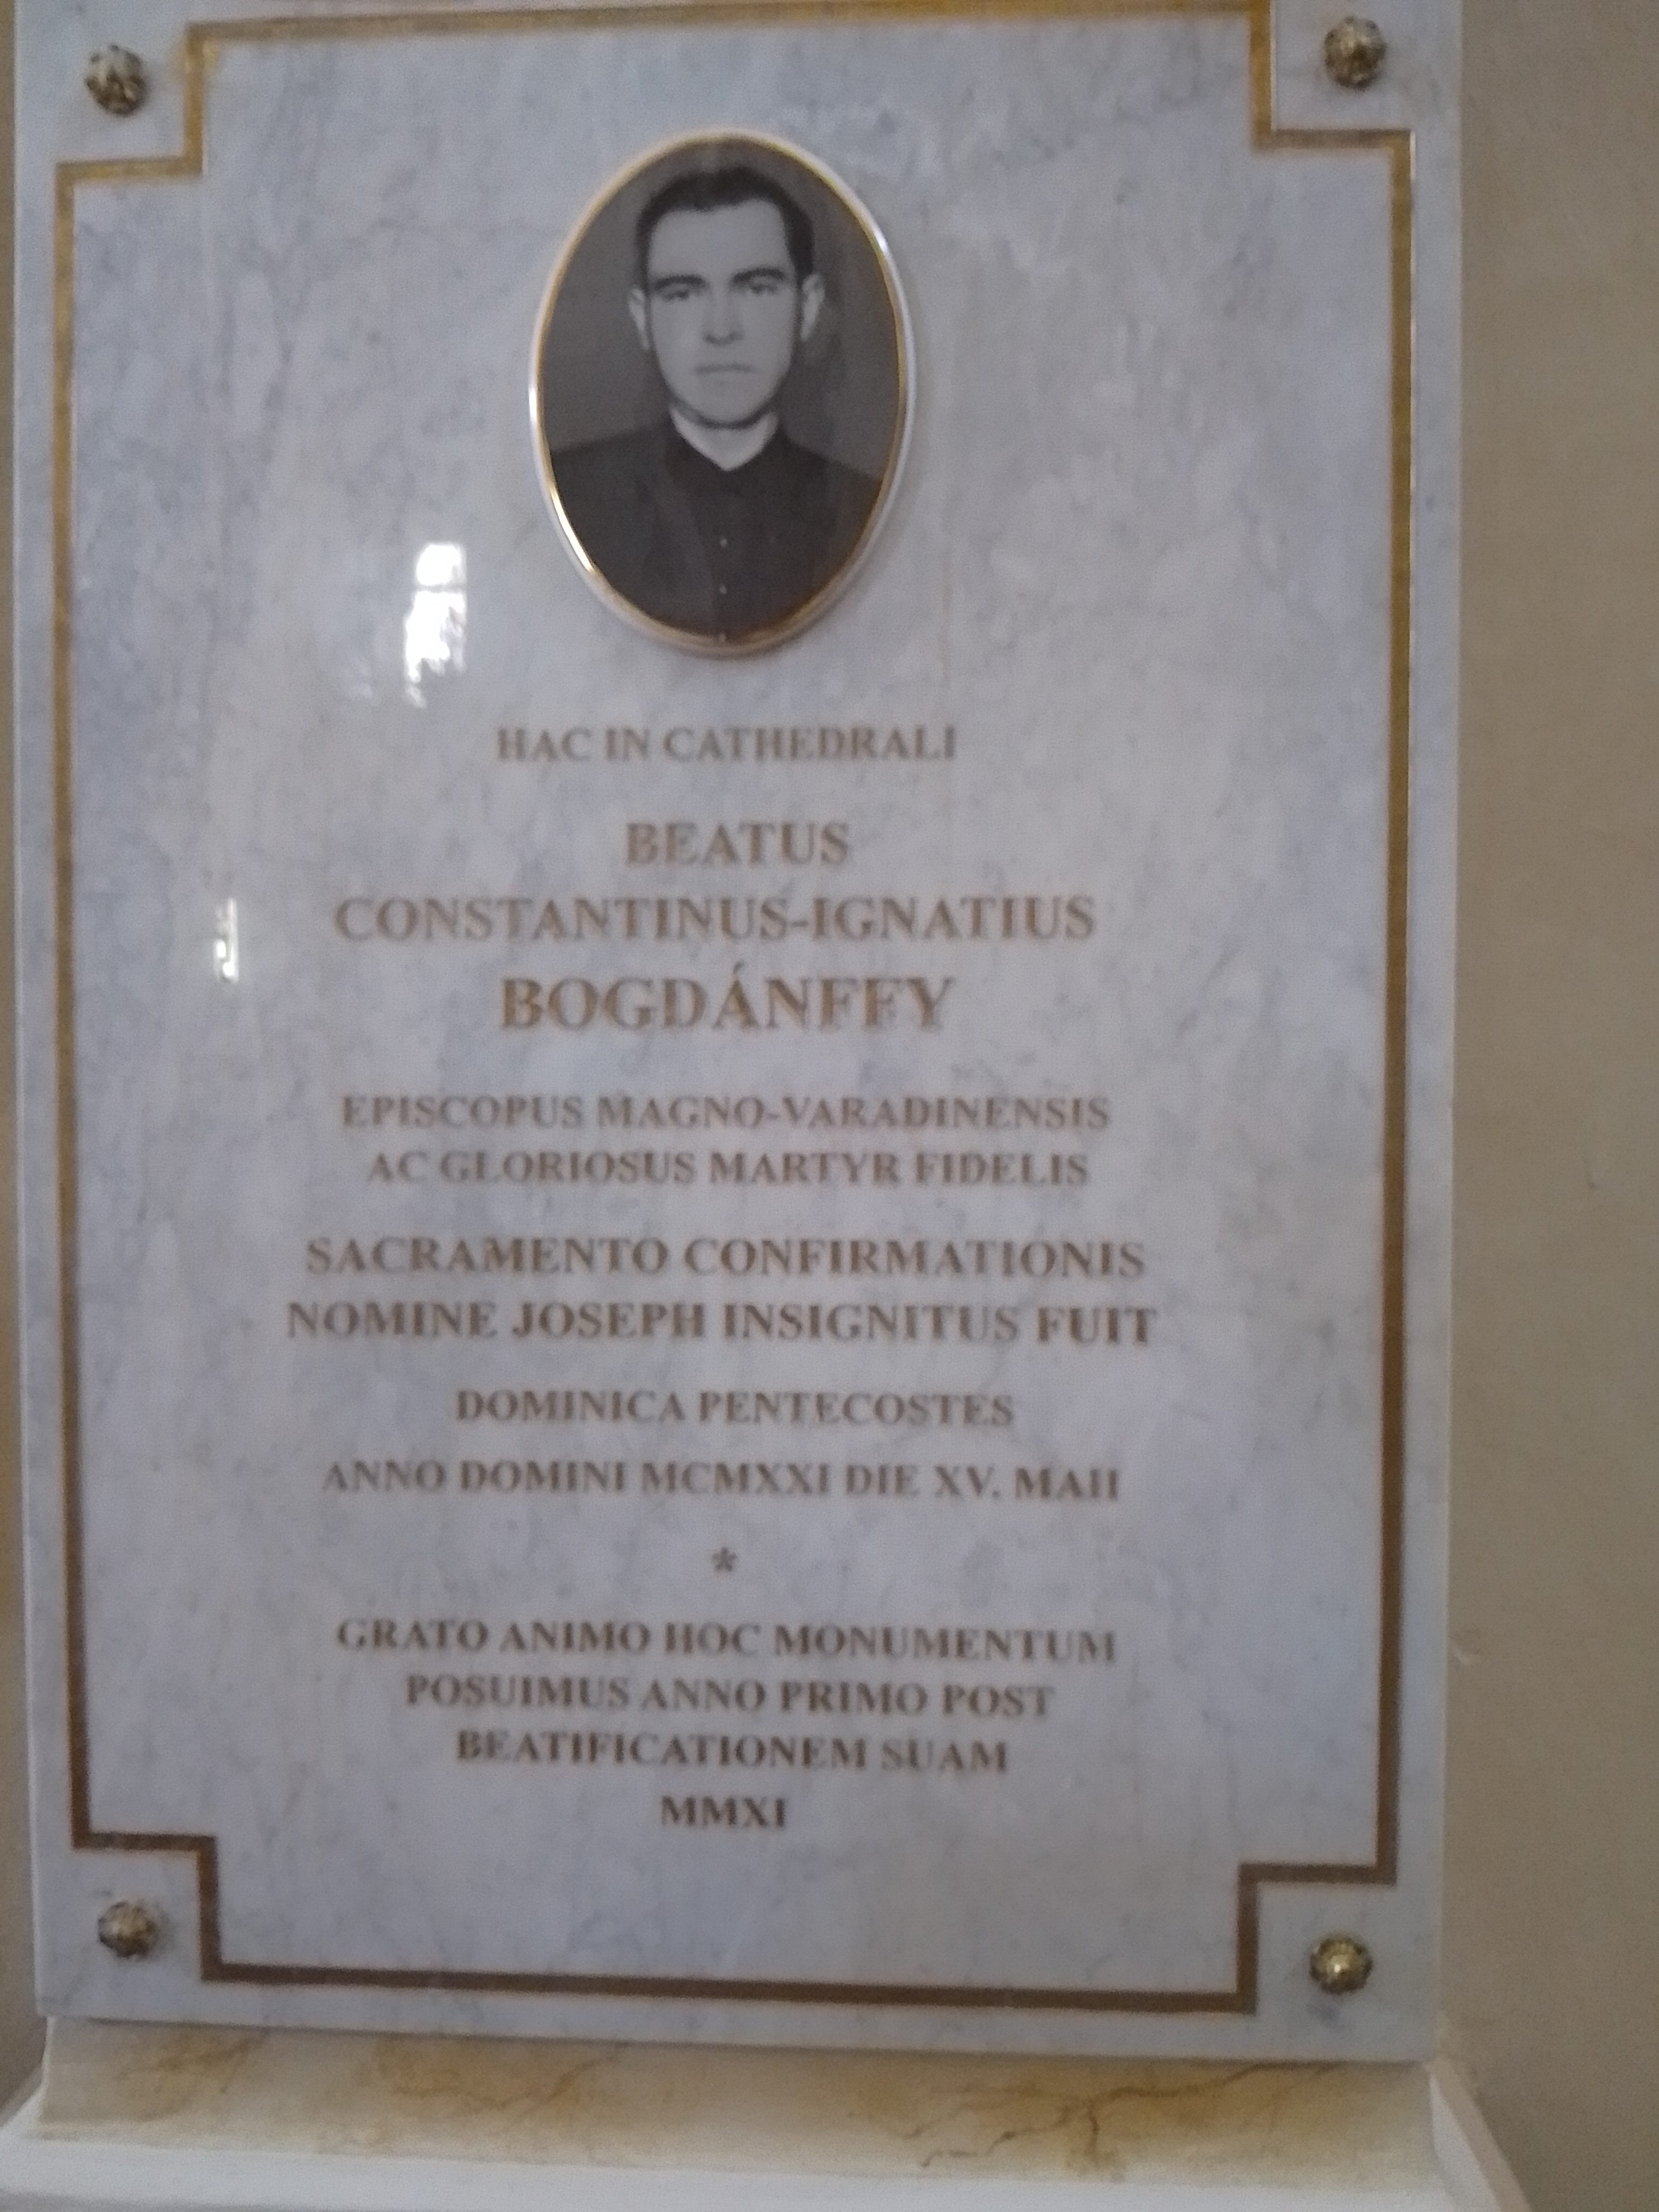 HAC IN CATHEDRALI
BEATUS
CONSTANTINUS-IGNATIUS
BOGDÁNFFY
EPISCOPUS MAGNO-VARADINENSIS
AC GLORIOSUS MARTYR FIDELIS
SACRAMENTO CONFIRMATIONIS
NOMINE JOSEPH INSIGNITUS FUIT
DOMINICA PENTECOSTES
ANNO DOMINI MCMXXI DIE XV. MAII
*
GRATO ANIMO HOC MONUMENTUM
POSUIMUS ANNO PRIMO POST
BEATIFICATIONEM SUAM
MMXI